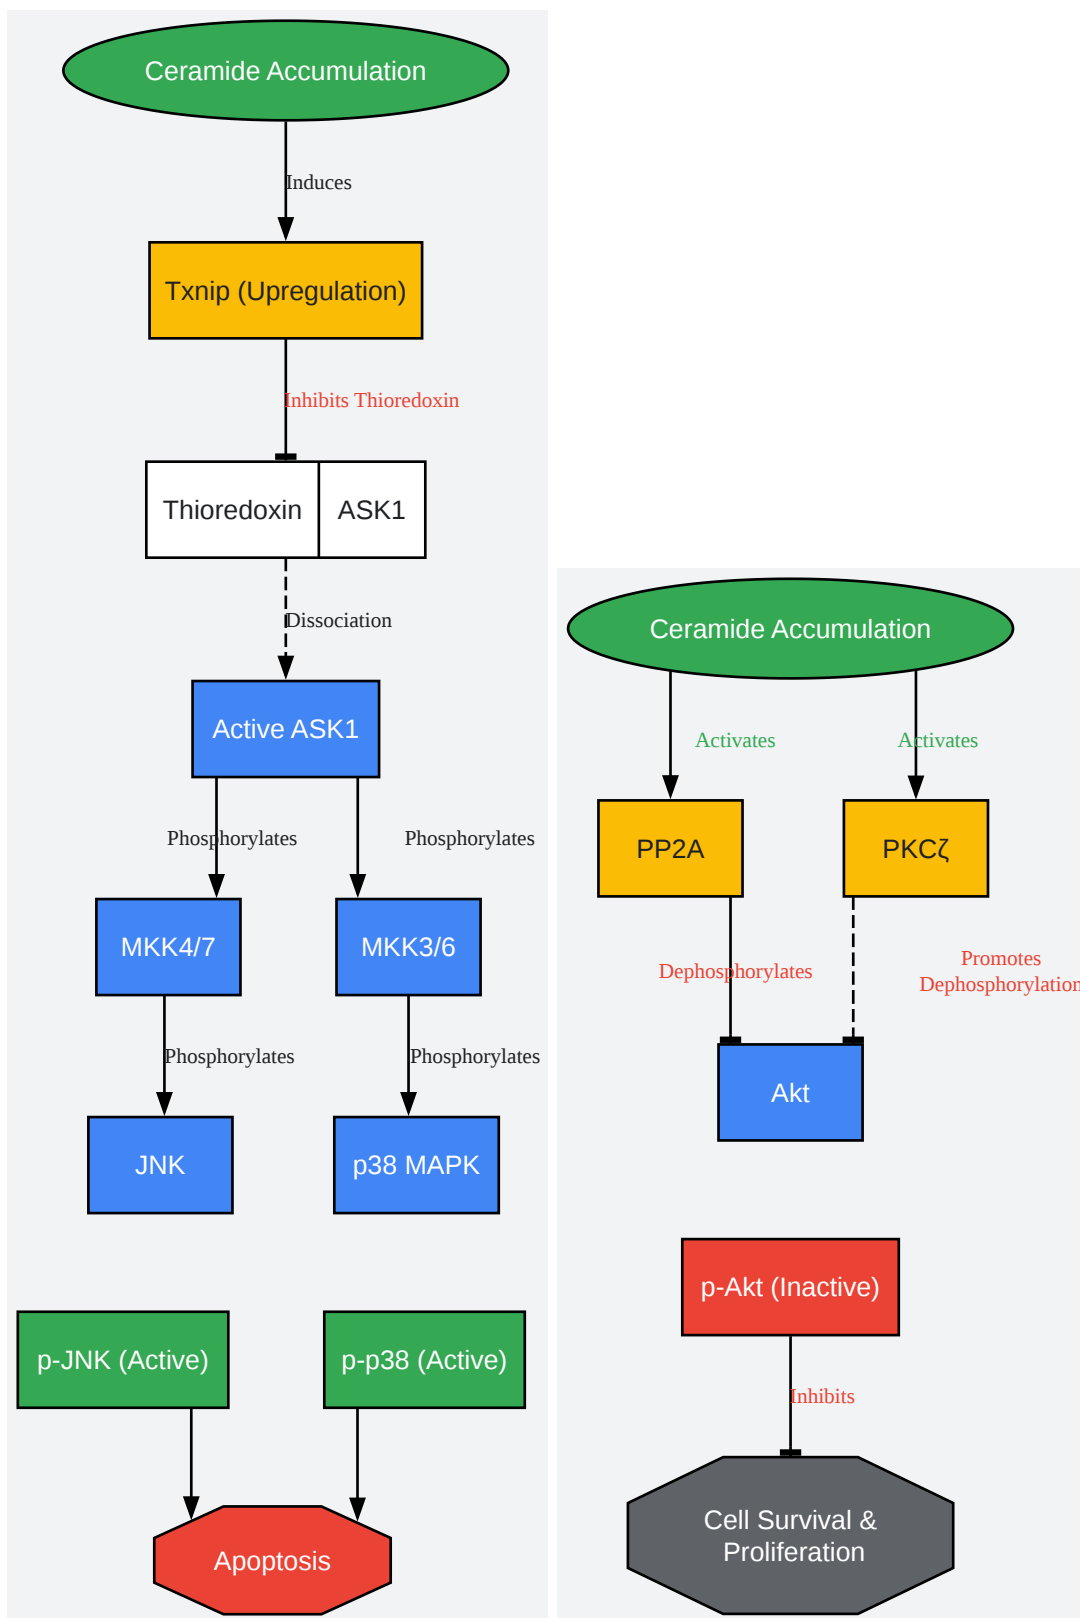 Ceramide Accumulation
Induces
Txnip (Upregulation)
Inhibits Thioredoxin
Thioredoxin
ASK1
Dissociation
Active ASK1
Phosphorylates
Phosphorylates
MKK4/7
MKK3/6
Phosphorylates
Phosphorylates
JNK
p38 MAPK
p-JNK (Active)
p-p38 (Active)
Apoptosis
Ceramide Accumulation
Activates
Activates
PP2A
PKCζ
Dephosphorylates
Promotes
Dephosphorylation
Akt
p-Akt (Inactive)
Inhibits
Cell Survival &
Proliferation